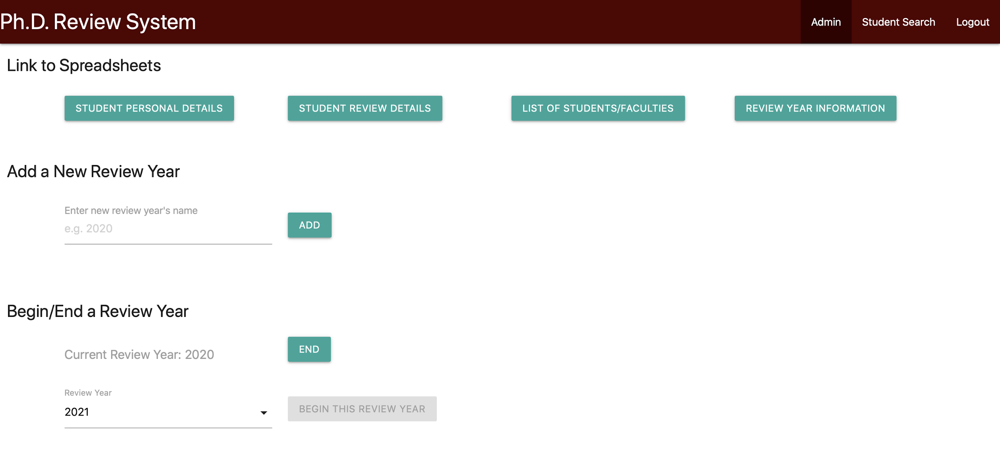 Ph.D. Review System
Admin
Student Search
Logout
Link to Spreadsheets
STUDENT PERSONAL DETAILS
STUDENT REVIEW DETAILS
LIST OF STUDENTS/FACULTIES
REVIEW YEAR INFORMATION
Add a New Review Year
Enter new review year's name
e.g. 2020
ADD
Begin/End a Review Year
Current Review Year: 2020
END
Review Year
2021
BEGIN THIS REVIEW YEAR